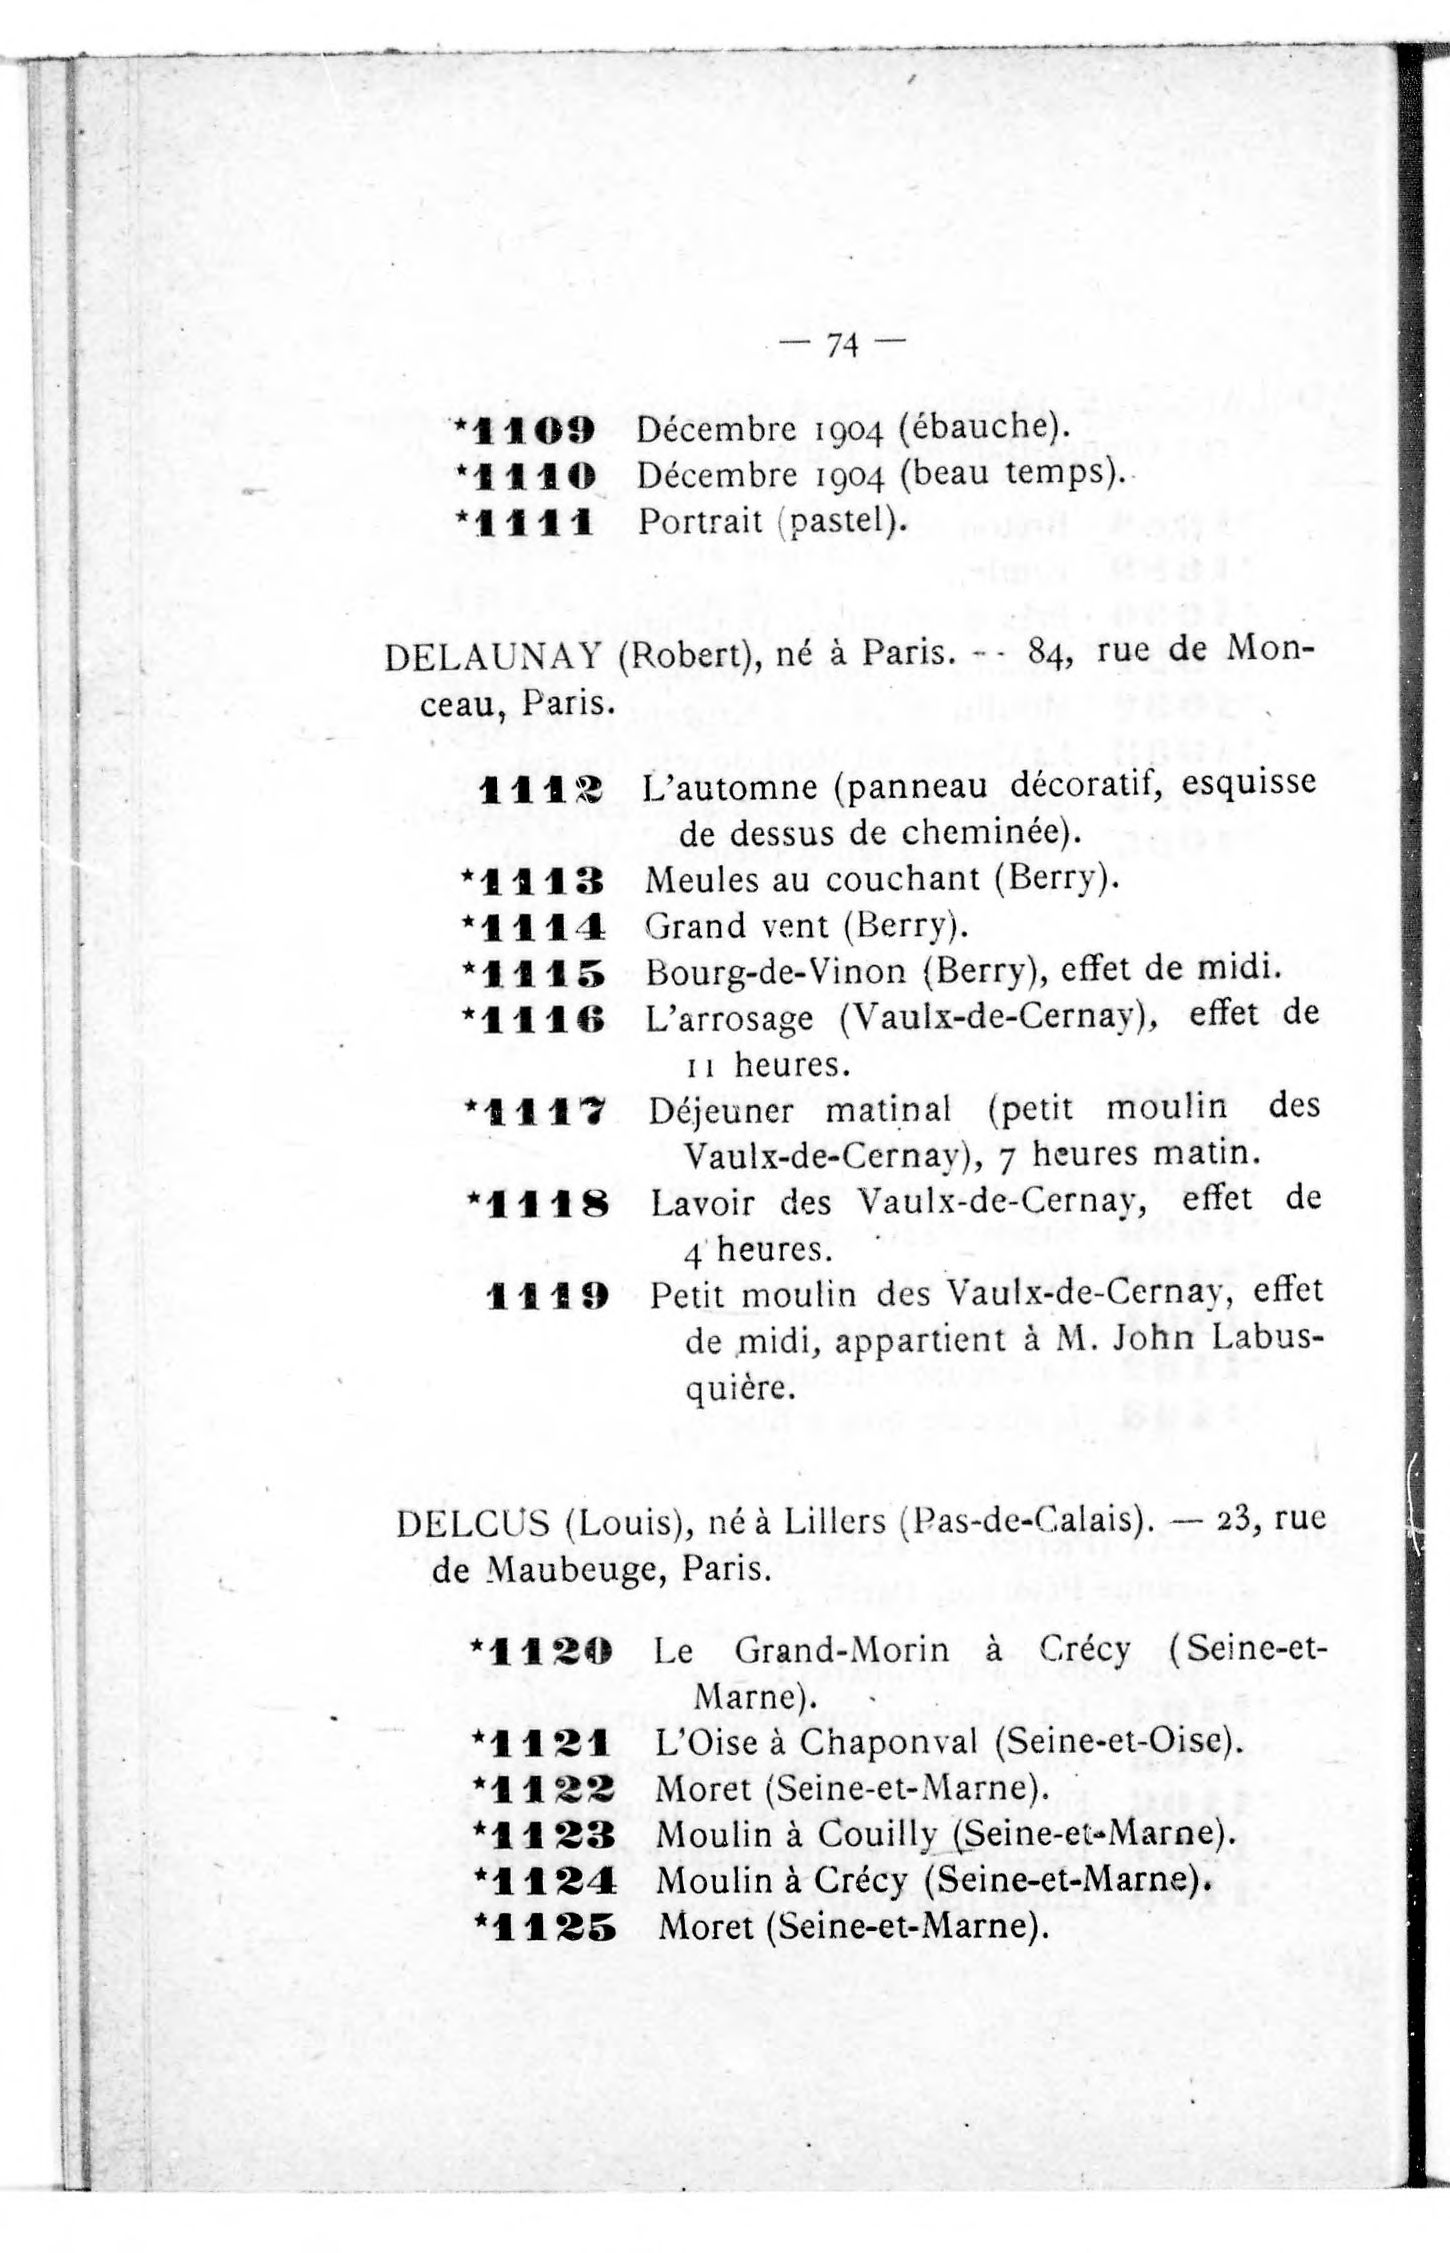 — 74 —
*1109 Décembre 1904 (ébauche).
*1110 Décembre 1904 (beau temps).
*1111 Portrait (pastel).
DELAUNAY (Robert), né à Paris. -- 84, rue de Mon-
ceau, Paris.
1112 L'automne (panneau décoratif, esquisse
de dessus de cheminée).
*1113 Meules au couchant (Berry).
*1114 Grand vent (Berry).
*1115 Bourg-de-Vinon (Berry), effet de midi.
*1116 L'arrosage (Vaulx-de-Cernay), effet de
11 heures.
*1117 Déjeuner matinal (petit moulin des
Vaulx-de-Cernay), 7 heures matin.
*1118 Lavoir des Vaulx-de-Cernay, effet de
4 heures.
1119 Petit moulin des Vaulx-de-Cernay, effet
de midi, appartient à M. John Labus-
quière.
DELCUS (Louis), né à Lillers (Pas-de-Calais). — 23, rue
de Maubeuge, Paris.
*1120 Le Grand-Morin à Crécy (Seine-et-
Marne).
*1121 L'Oise à Chaponval (Seine-et-Oise).
*1122 Moret (Seine-et-Marne).
*1123 Moulin à Couilly (Seine-et-Marne).
*1124 Moulin à Crécy (Seine-et-Marne).
*1125 Moret (Seine-et-Marne).